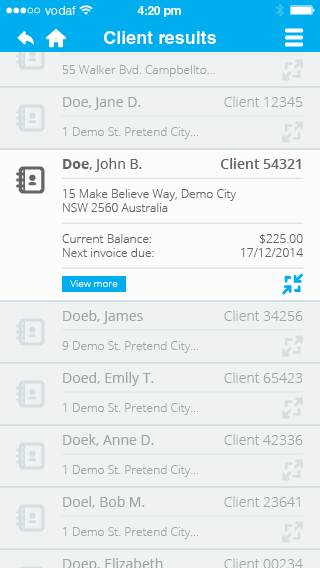 vodaf 4:20 pm
Client results
55 Walker Bvd. Campbellto...
Doe, Jane D. Client 12345
1 Demo St. Pretend City...
Doe, John B. Client 54321
15 Make Believe Way, Demo City
NSW 2560 Australia
Current Balance: $225.00
Next invoice due: 17/12/2014
View more
Doeb, James Client 34256
9 Demo St. Pretend City...
Doed, Emily T. Client 65423
1 Demo St. Pretend City...
Doek, Anne D. Client 42336
1 Demo St. Pretend City...
Doel, Bob M. Client 23641
1 Demo St. Pretend City...
Doep, Elizabeth Client 00234